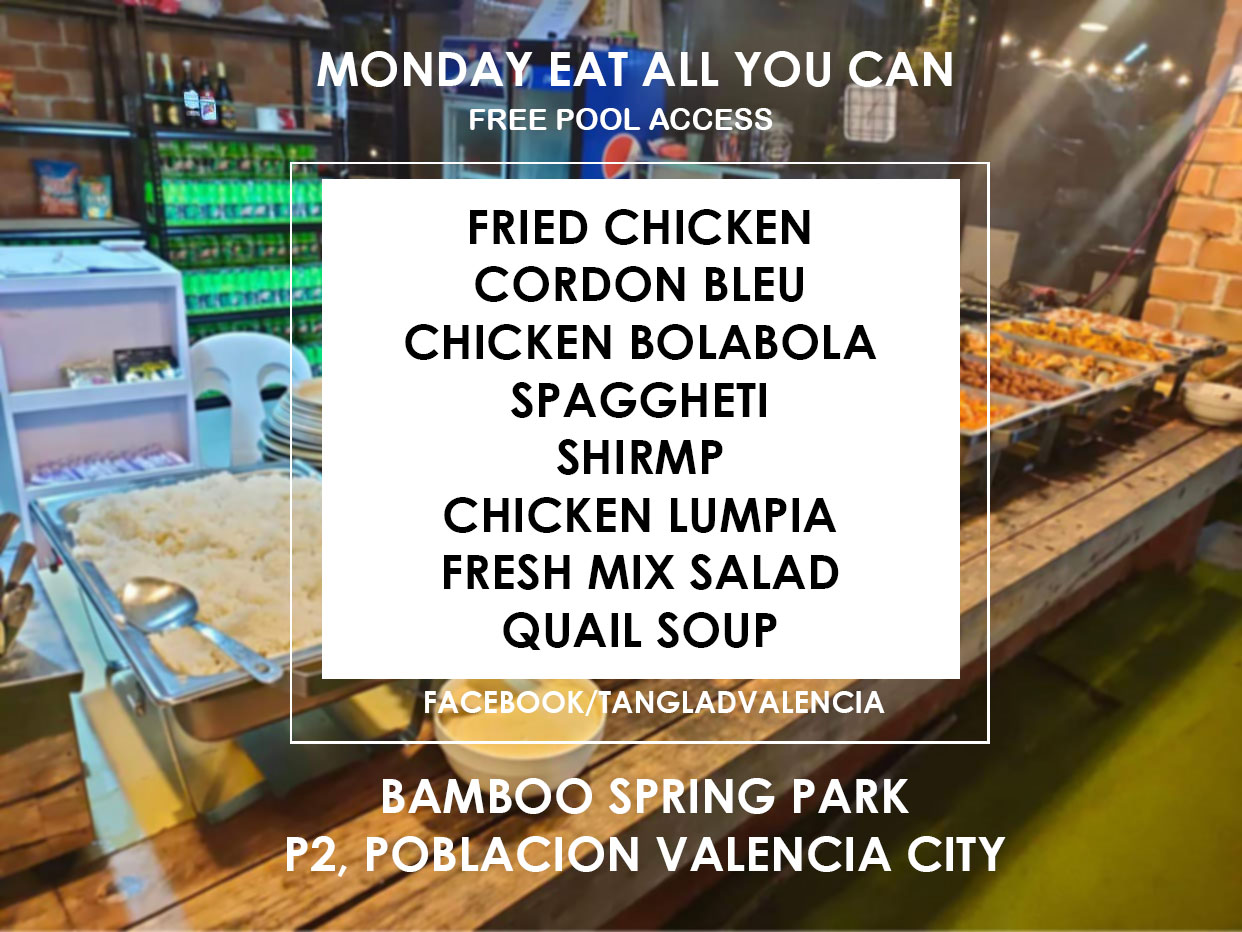 MONDAY EAT ALL YOU CAN
FREE POOL ACCESS
FRIED CHICKEN
CORDON BLEU
CHICKEN BOLABOLA
SPAGGHETI
SHIRMP
CHICKEN LUMPIA
FRESH MIX SALAD
QUAIL SOUP
FACEBOOK/TANGLADVALENCIA
BAMBOO SPRING PARK
P2, POBLACION VALENCIA CITY